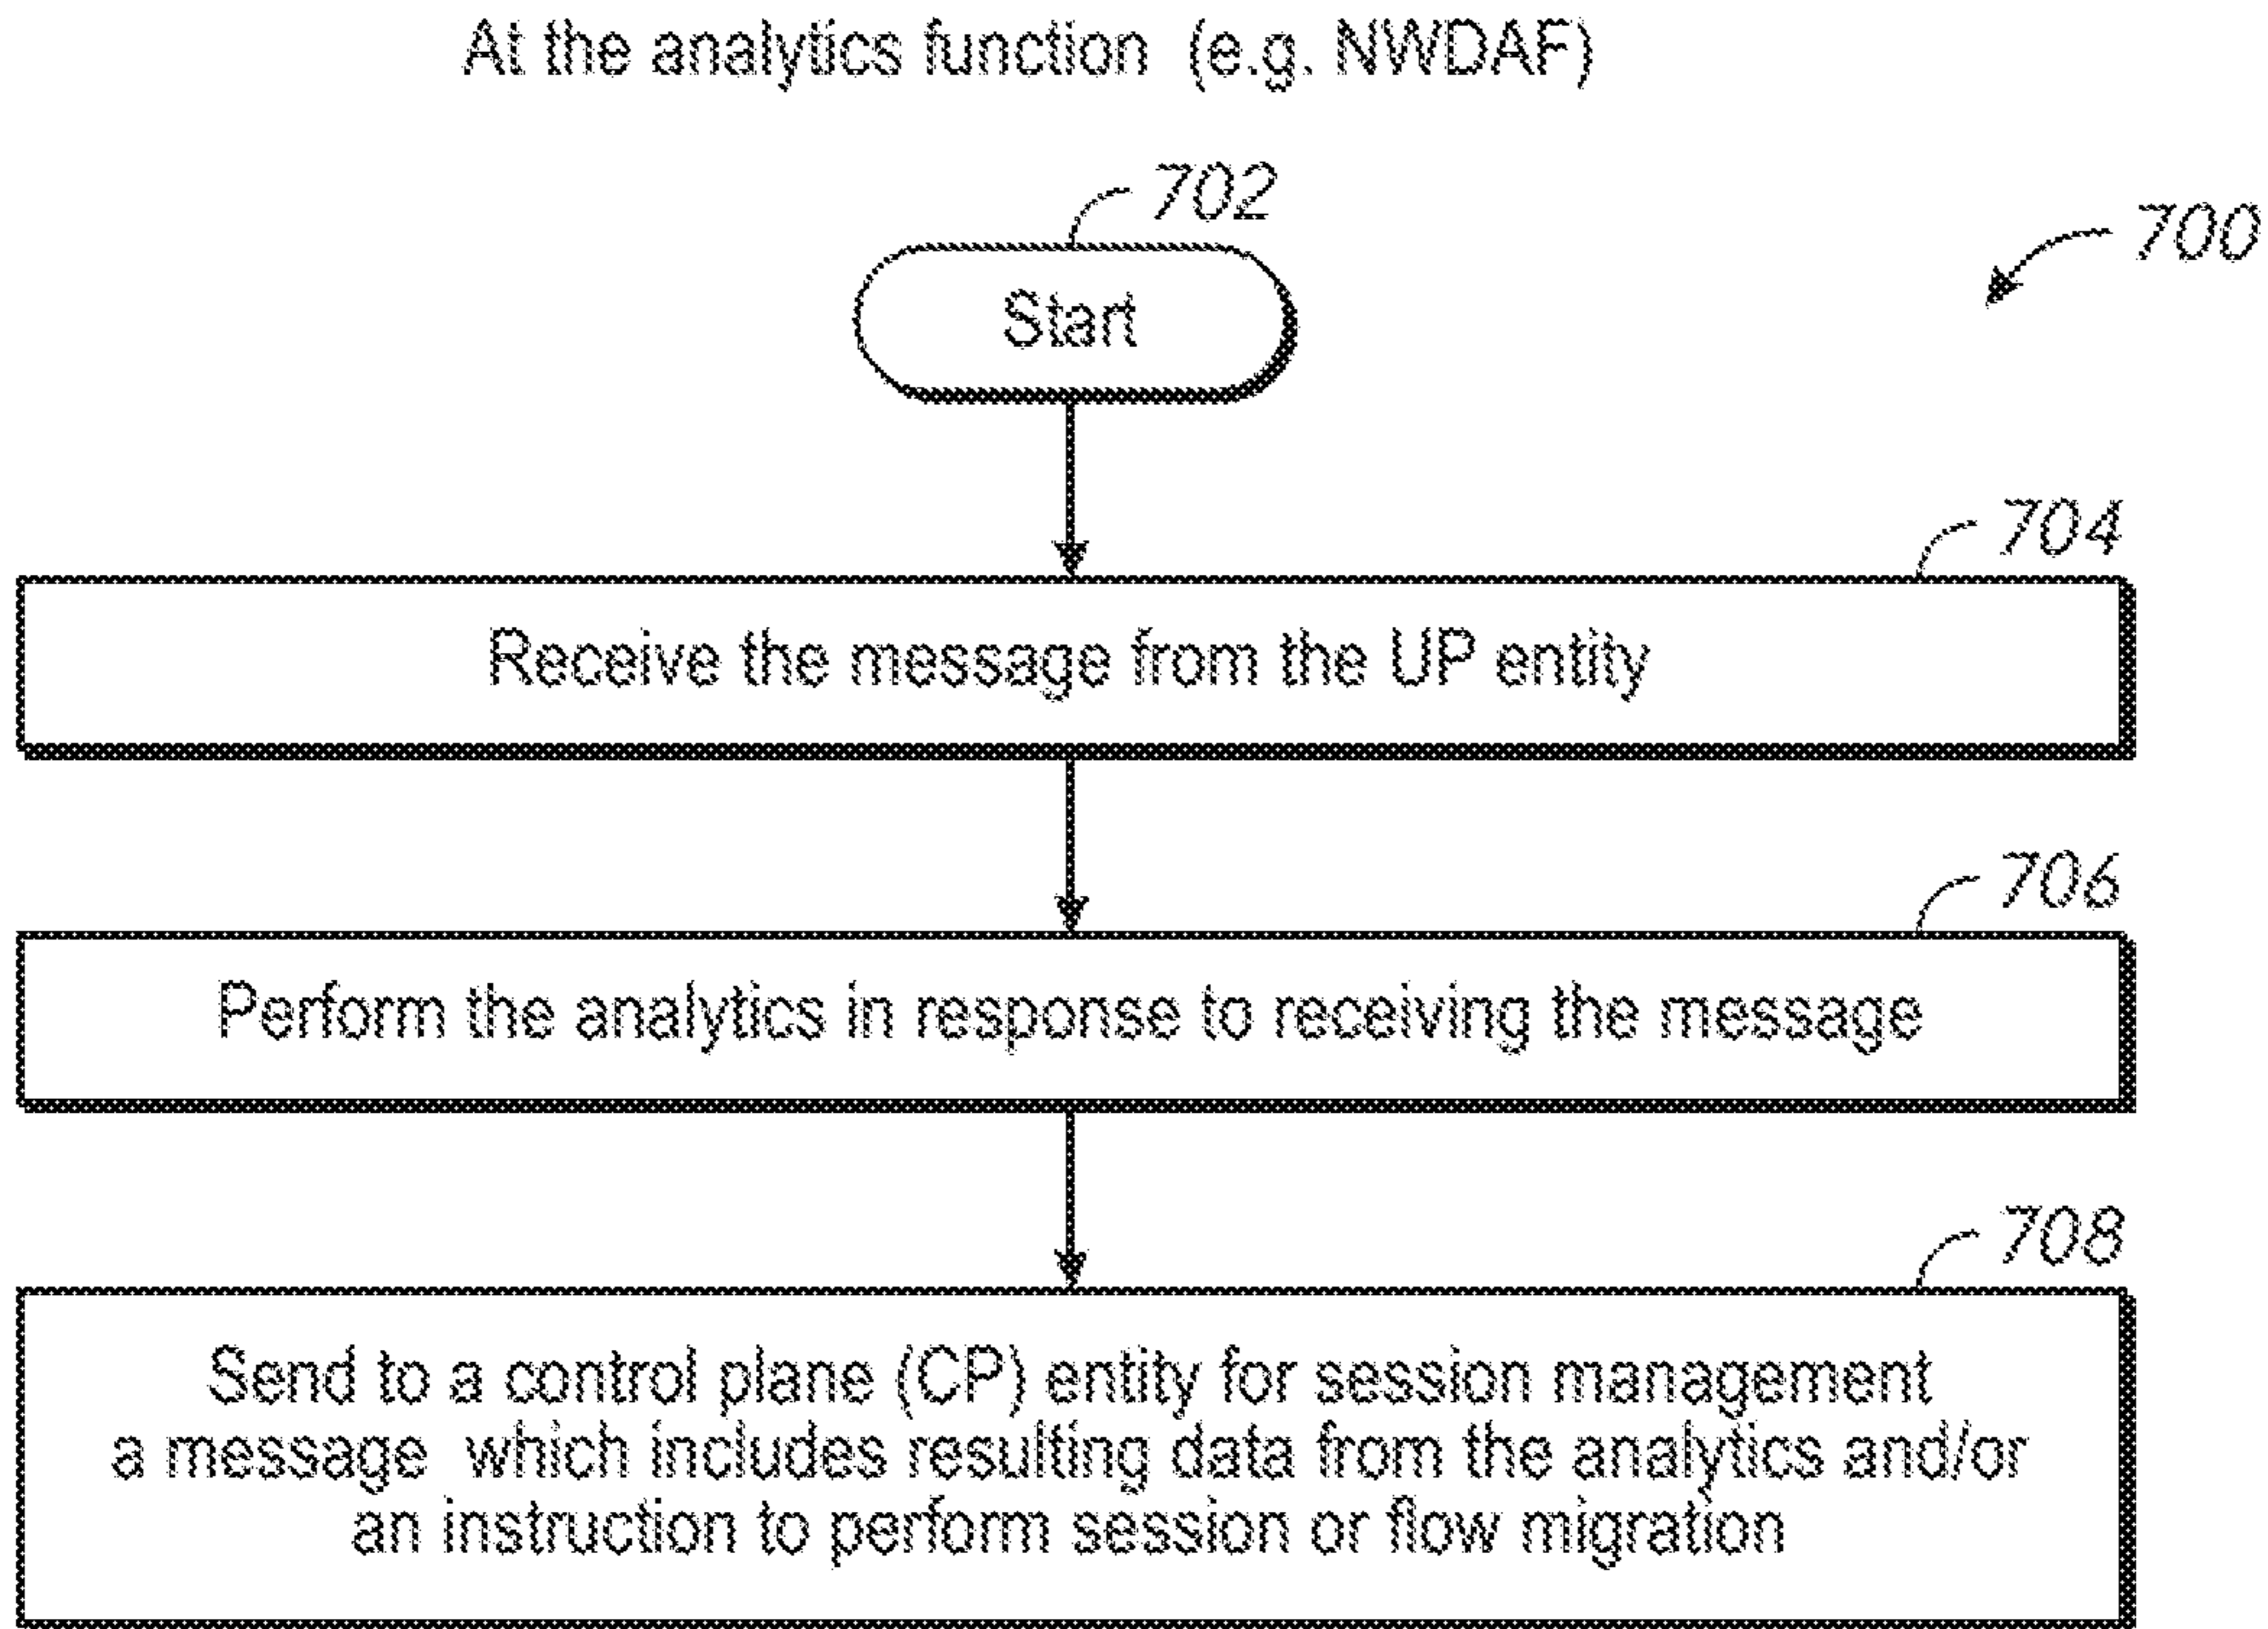 At the analytics function (e.g. NWDAF)
702
700
Start
704
Receive the message from the UP entity
706
Perform the analytics in response to receiving the message
708
Send to a control plane (CP) entity for session management
a message which includes resulting data from the analytics and/or
an instruction to perform session or flow migration